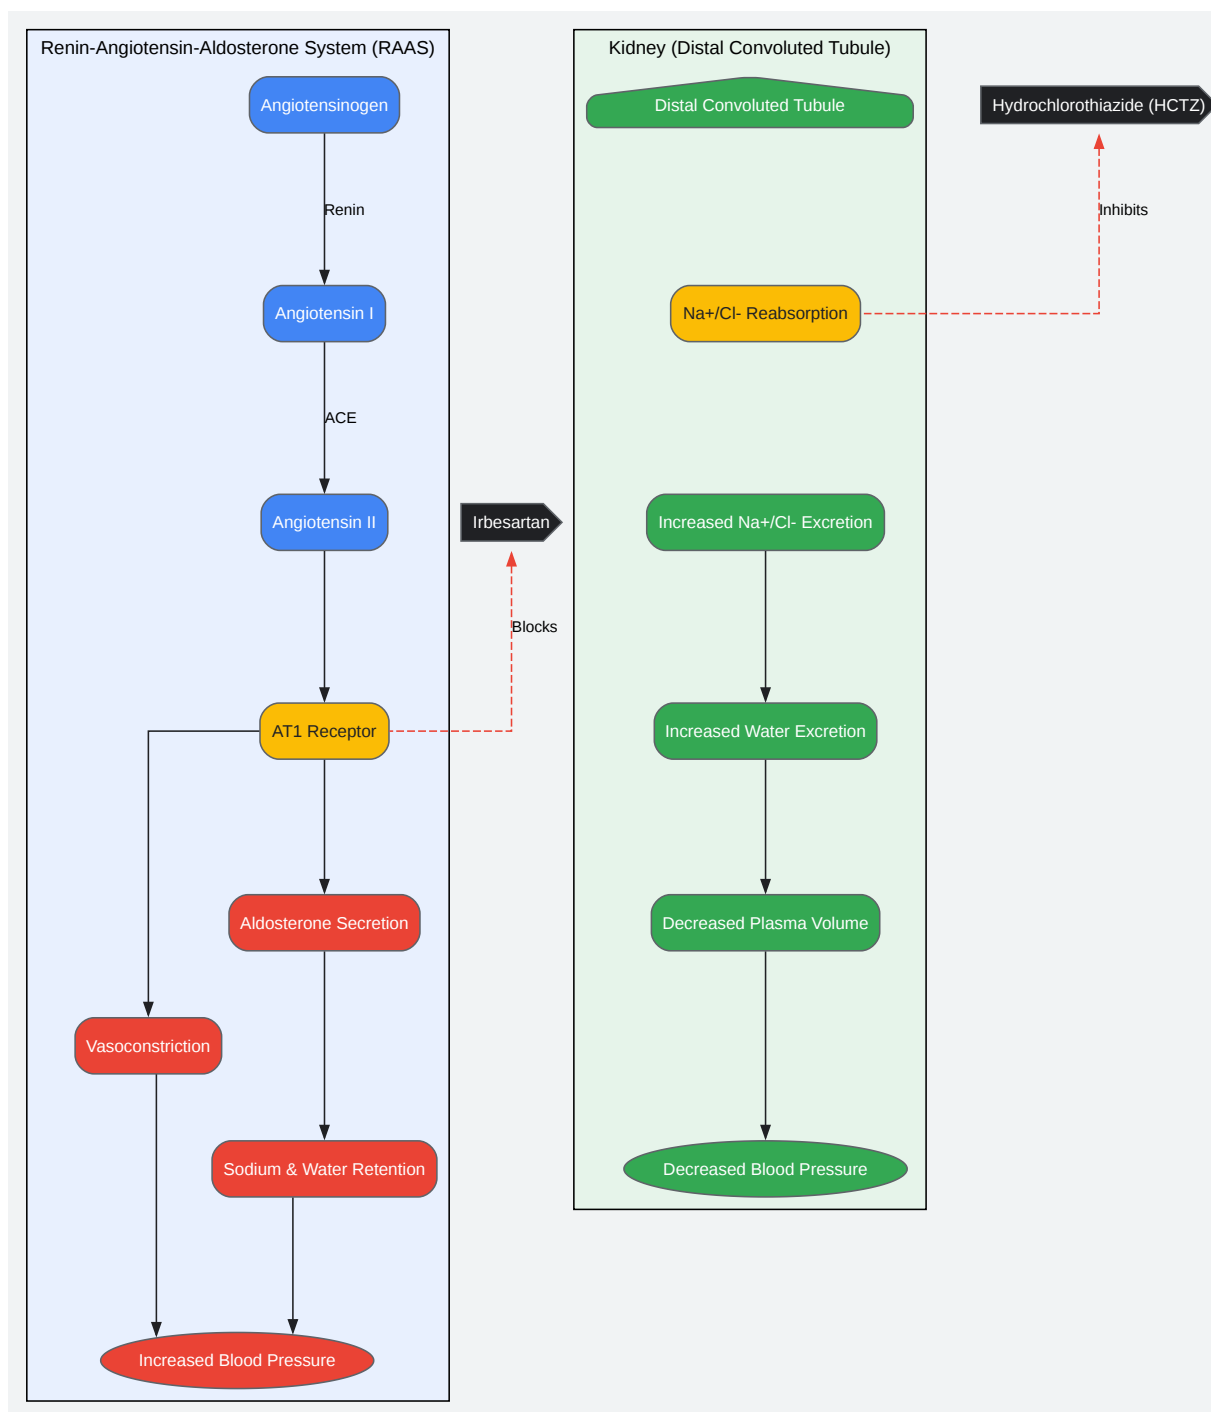 Renin-Angiotensin-Aldosterone System (RAAS)
Angiotensinogen
Renin
Angiotensin I
ACE
Angiotensin II
AT1 Receptor
Aldosterone Secretion
Vasoconstriction
Sodium & Water Retention
Increased Blood Pressure
Irbesartan
Blocks
Kidney (Distal Convoluted Tubule)
Distal Convoluted Tubule
Na+/Cl- Reabsorption
Increased Na+/Cl- Excretion
Increased Water Excretion
Decreased Plasma Volume
Decreased Blood Pressure
Hydrochlorothiazide (HCTZ)
Inhibits